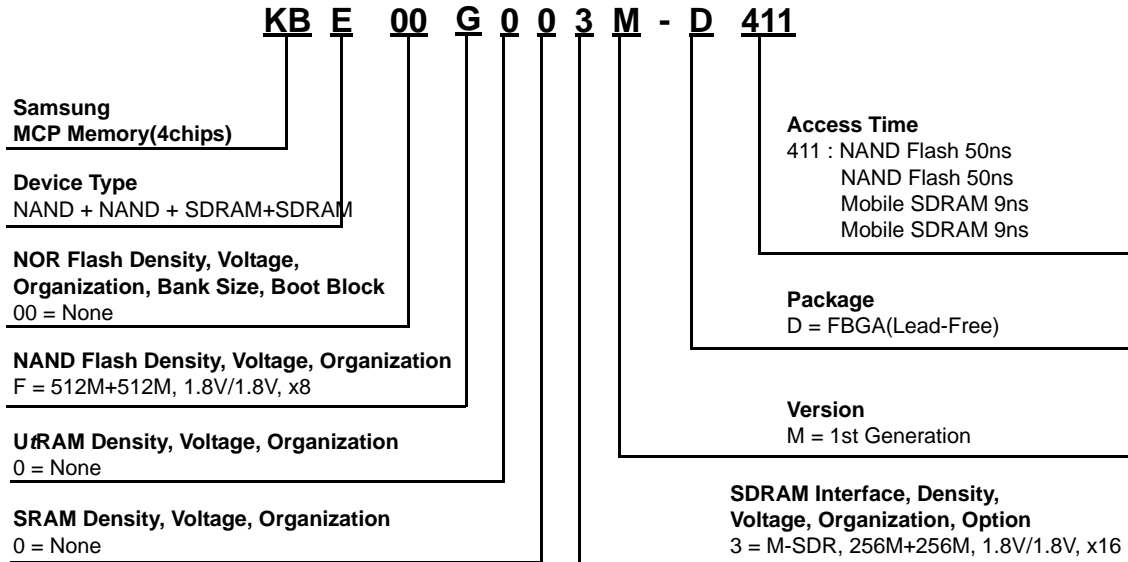 KB E 00 G 0 0 3 M - D 411
Samsung
MCP Memory(4chips)
Device Type
NAND + NAND + SDRAM+SDRAM
NOR Flash Density, Voltage,
Organization, Bank Size, Boot Block
00 = None
NAND Flash Density, Voltage, Organization
F = 512M+512M, 1.8V/1.8V, x8
UtRAM Density, Voltage, Organization
0 = None
SRAM Density, Voltage, Organization
0 = None
Access Time
411 : NAND Flash 50ns
NAND Flash 50ns
Mobile SDRAM 9ns
Mobile SDRAM 9ns
Package
D = FBGA(Lead-Free)
Version
M = 1st Generation
SDRAM Interface, Density,
Voltage, Organization, Option
3 = M-SDR, 256M+256M, 1.8V/1.8V, x16